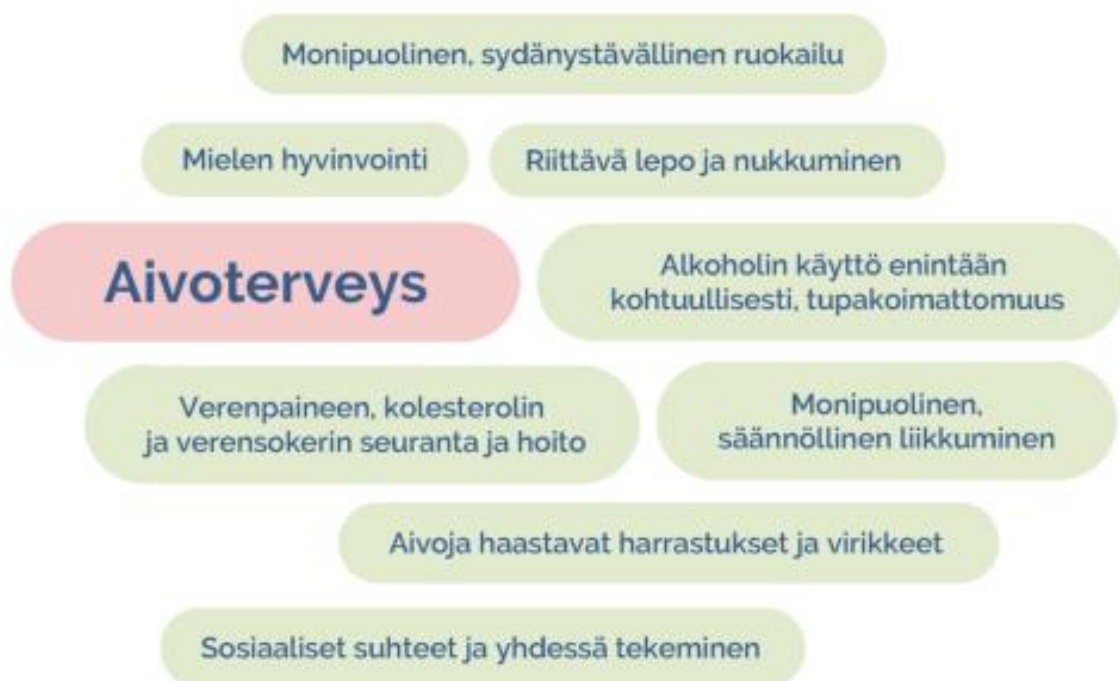 Monipuolinen, sydänystävällinen ruokailu
Mielen hyvinvointi
Riittävä lepo ja nukkuminen
Aivoterveys
Alkoholin käyttö enintään
kohtuullisesti, tupakoimattomuus
Verenpaineen, kolesterolin
ja verensokerin seuranta ja hoito
Monipuolinen,
säännöllinen liikkuminen
Aivoja haastavat harrastukset ja virikkeet
Sosiaaliset suhteet ja yhdessä tekeminen